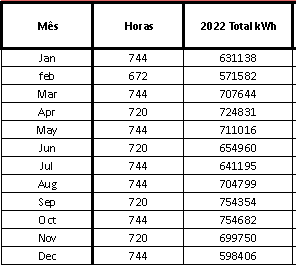 Mês Horas 2022 Total kWh
Jan 744 631138
feb 672 571582
Mar 744 707644
Apr 720 724831
May 744 711016
Jun 720 654960
Jul 744 641195
Aug 744 704799
Sep 720 754354
Oct 744 754682
Nov 720 699750
Dec 744 598406